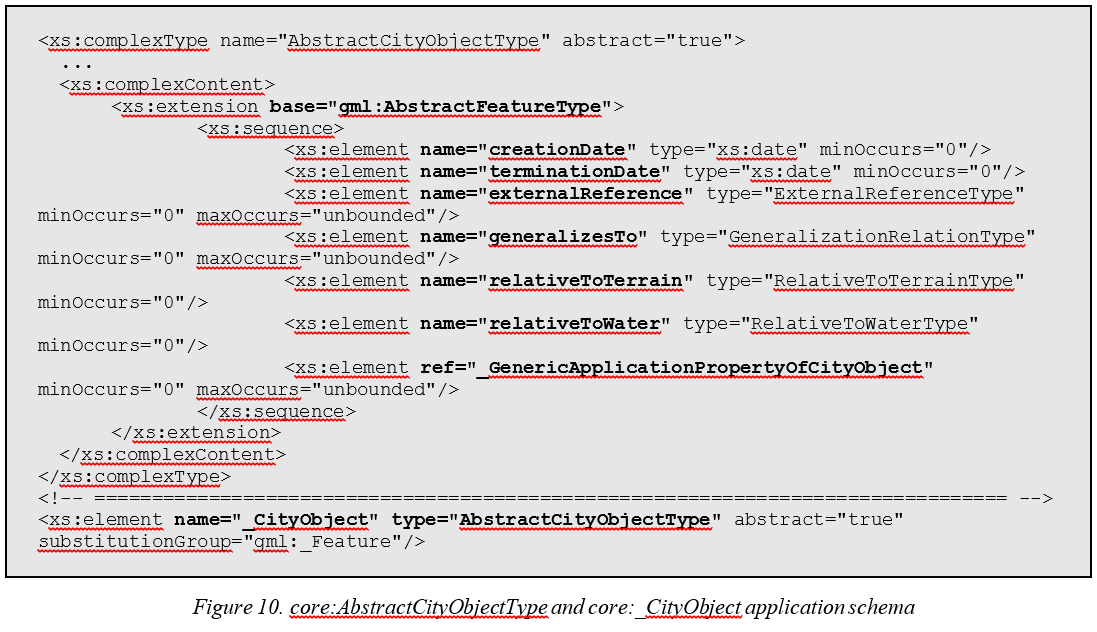 <xs:complexType name="AbstractCityObjectType" abstract="true">
...
<xs:complexContent>
<xs:extension base="gml:AbstractFeatureType">
<xs:sequence>
<xs:element name="creationDate" type="xs:date" minOccurs="0"/>
<xs:element name="terminationDate" type="xs:date" minOccurs="0"/>
<xs:element name="externalReference" type="ExternalReferenceType"
minOccurs="0" maxOccurs="unbounded"/>
<xs:element name="generalizesTo" type="GeneralizationRelationType"
minOccurs="0" maxOccurs="unbounded"/>
<xs:element name="relativeToTerrain" type="RelativeToTerrainType"
minOccurs="0"/>
<xs:element name="relativeToWater" type="RelativeToWaterType"
minOccurs="0"/>
<xs:element ref="_GenericApplicationPropertyOfCityObject"
minOccurs="0" maxOccurs="unbounded"/>
</xs:sequence>
</xs:extension>
</xs:complexContent>
</xs:complexType>
<!-- ================================================================================ -->
<xs:element name="_CityObject" type="AbstractCityObjectType" abstract="true"
substitutionGroup="gml:_Feature"/>
Figure 10. core:AbstractCityObjectType and core:_CityObject application schema